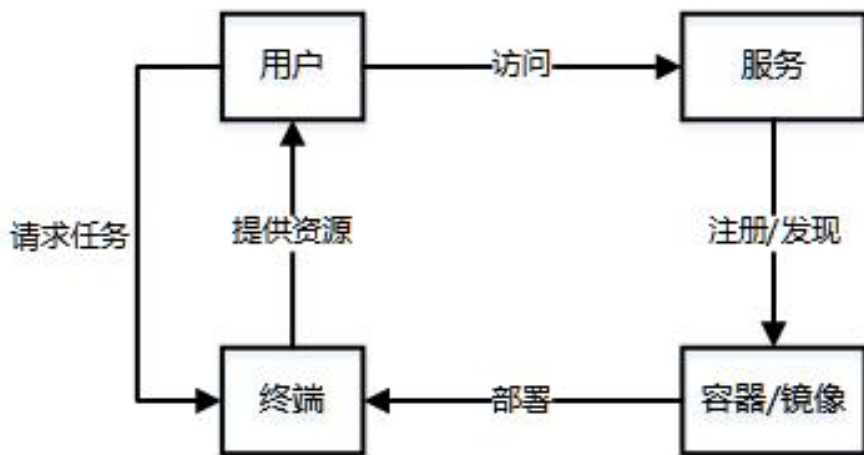 用户
访问
服务
请求任务
提供资源
注册/发现
终端
部署
容器/镜像